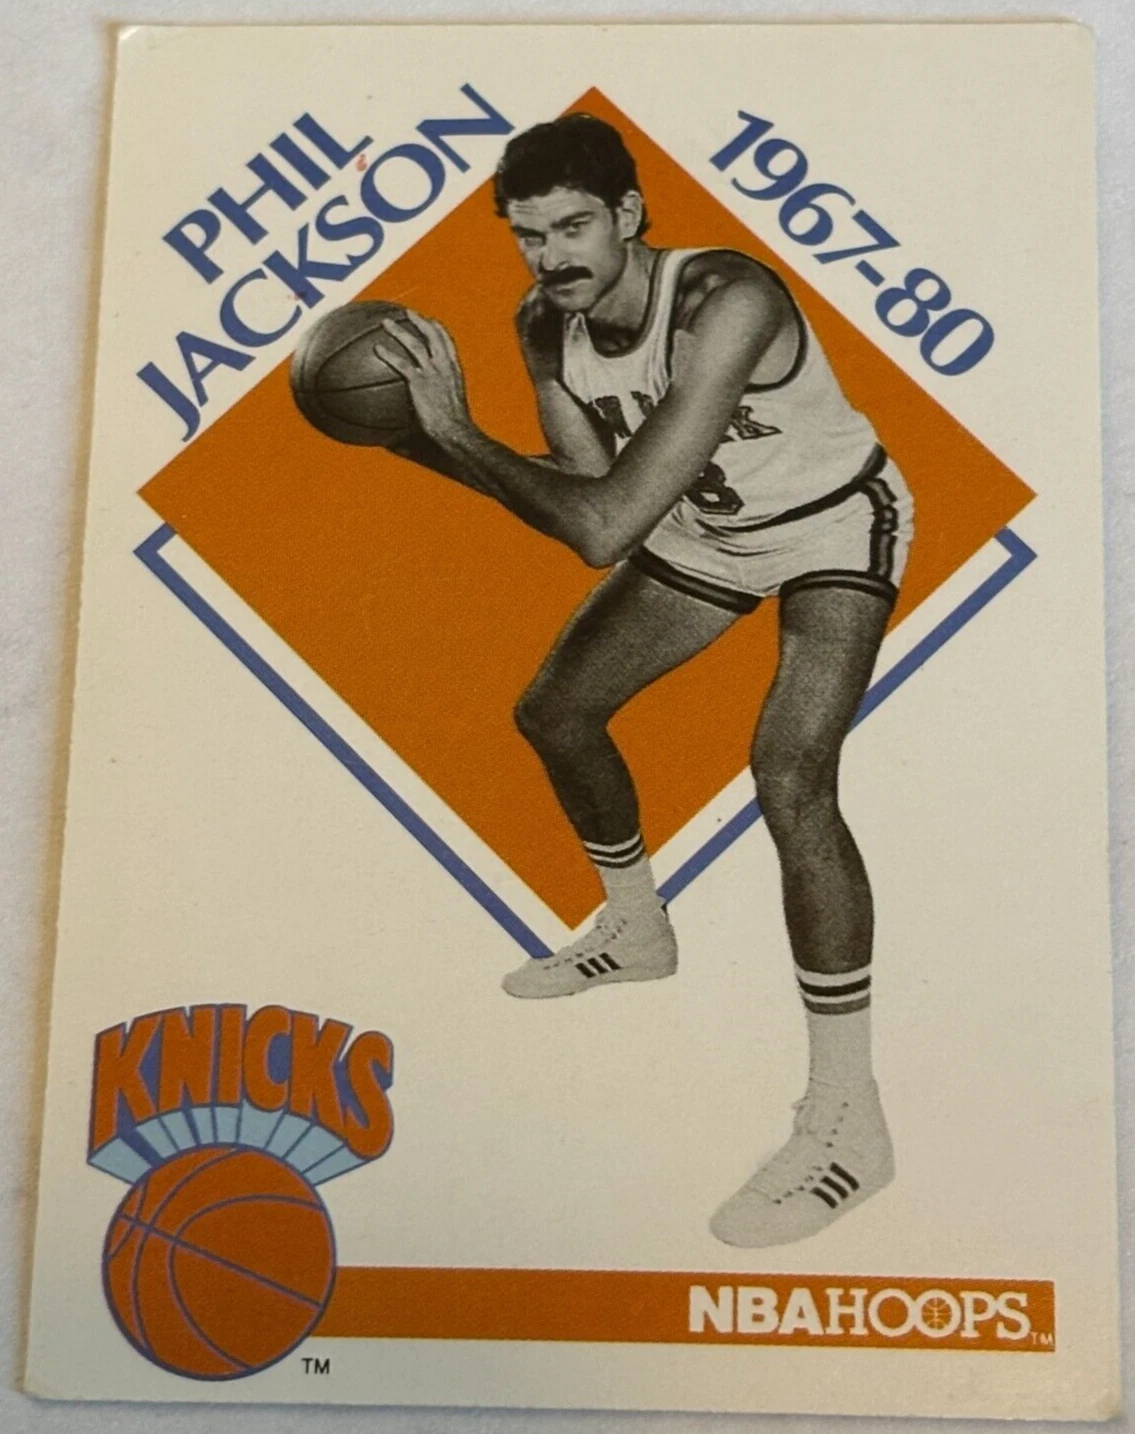 PHIL
JACKSON
1967-80
KNICKS
TM
NBAHOOPS TM